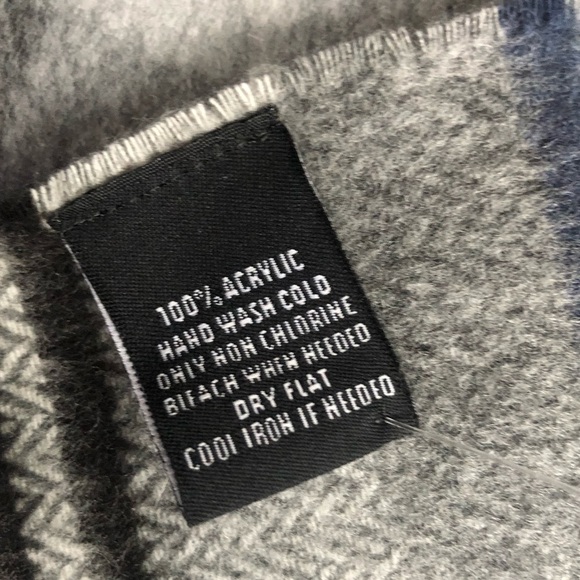 100% ACRYLIC
HAND WASH COLD
ONLY NON CHLORINE
BLEACH WHEN NEEDED
DRY FLAT
COOL IRON IF NEEDED